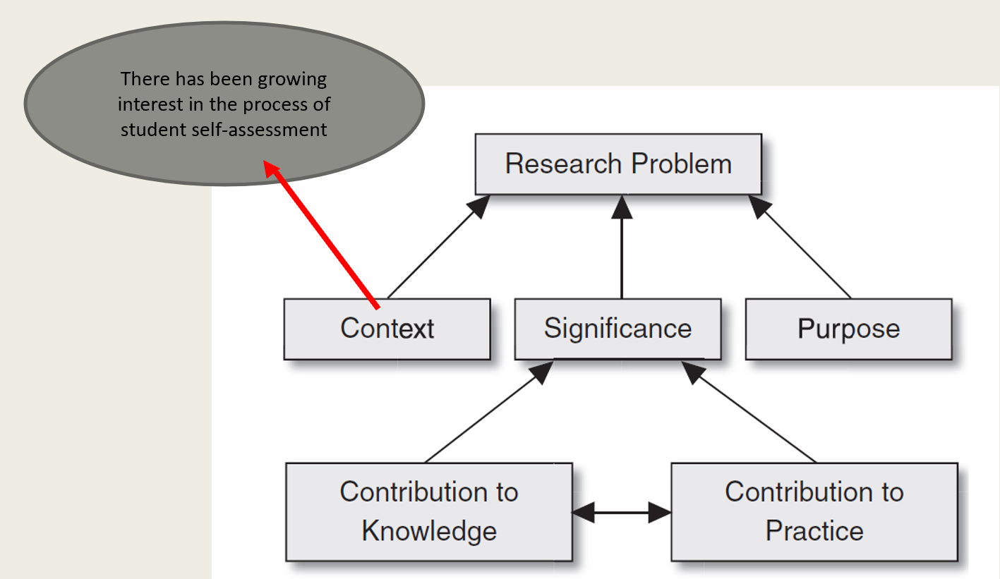 There has been growing
interest in the process of
student self-assessment
Research Problem
Context
Significance
Purpose
Contribution to
Knowledge
Contribution to
Practice